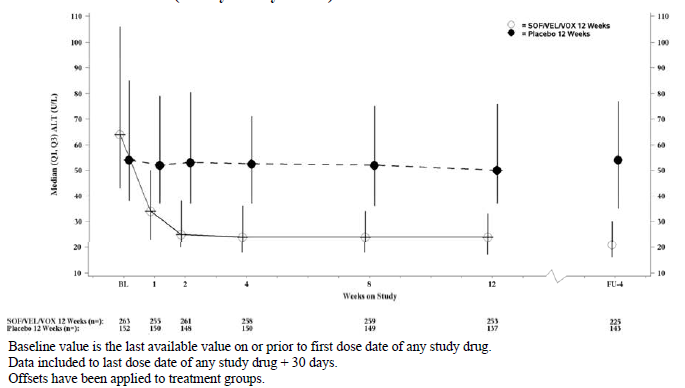 110
100
90
80
70
60
50
40
30
20
10
Median (Q1, Q3) ALT (U/L)
= SOF/VEL/VOX 12 Weeks
= Placebo 12 Weeks
110
100
90
80
70
60
50
40
30
20
10
BL 1 2 4 8 12 FU-4
Weeks on Study
SOF/VEL/VOX 12 Weeks (n=): 263 255 261 258 259 253 225
Placebo 12 Weeks (n=): 152 150 148 150 149 137 143
Baseline value is the last available value on or prior to first dose date of any study drug.
Data included to last dose date of any study drug + 30 days.
Offsets have been applied to treatment groups.